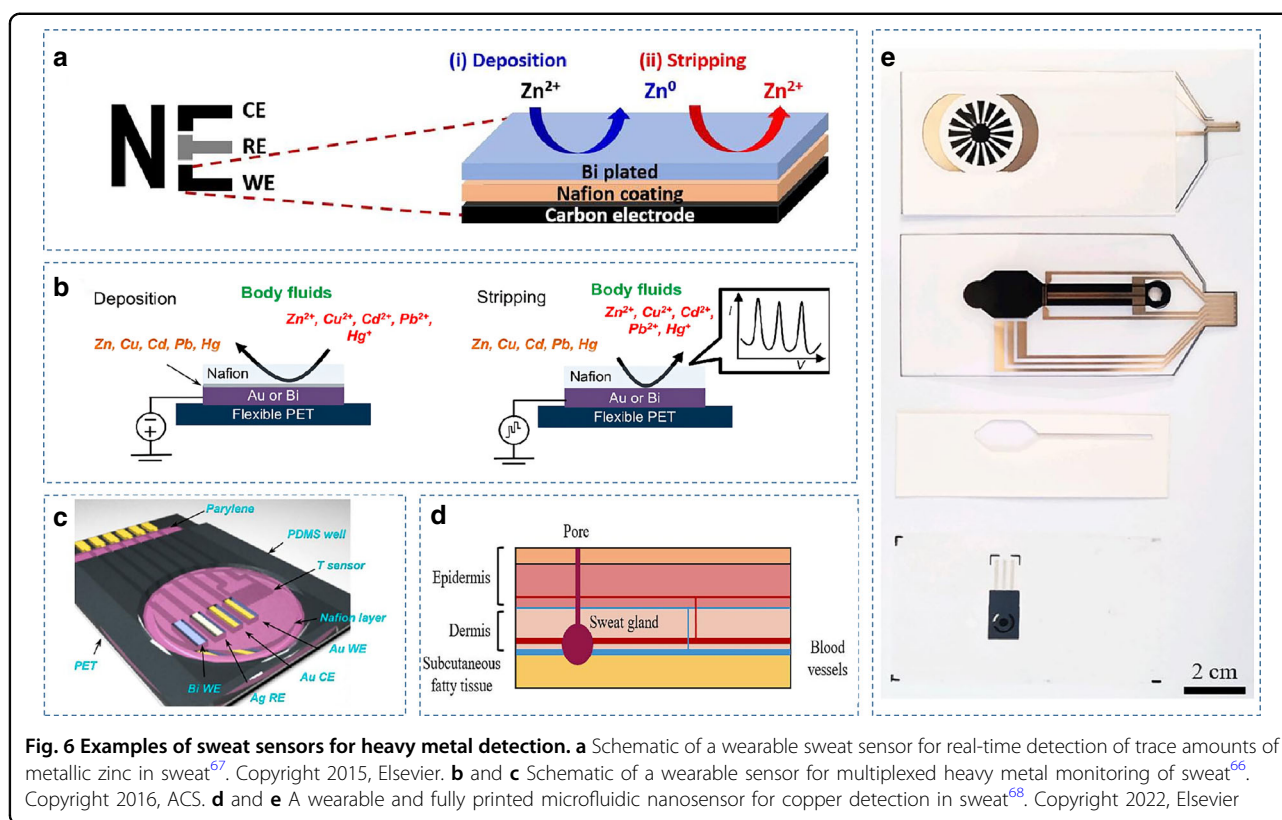 a
(i) Deposition
(ii) Stripping
Zn²⁺
Zn⁰
Zn²⁺
NE
CE
RE
WE
Bi plated
Nafion coating
Carbon electrode
b
Deposition
Body fluids
Zn²⁺, Cu²⁺, Cd²⁺, Pb²⁺,
Hg⁺
Zn, Cu, Cd, Pb, Hg
Nafion
Au or Bi
Flexible PET
Stripping
Body fluids
Zn²⁺, Cu²⁺, Cd²⁺,
Pb²⁺, Hg⁺
Zn, Cu, Cd, Pb, Hg
I
V
Nafion
Au or Bi
Flexible PET
c
Parylene
PDMS well
T sensor
Nafion layer
Au WE
Au CE
Ag RE
Bi WE
PET
d
Pore
Epidermis
Dermis
Sweat gland
Subcutaneous
fatty tissue
Blood
vessels
e
2 cm
Fig. 6 Examples of sweat sensors for heavy metal detection. a Schematic of a wearable sweat sensor for real-time detection of trace amounts of
metallic zinc in sweat⁶⁷. Copyright 2015, Elsevier. b and c Schematic of a wearable sensor for multiplexed heavy metal monitoring of sweat⁶⁶.
Copyright 2016, ACS. d and e A wearable and fully printed microfluidic nanosensor for copper detection in sweat⁶⁸. Copyright 2022, Elsevier